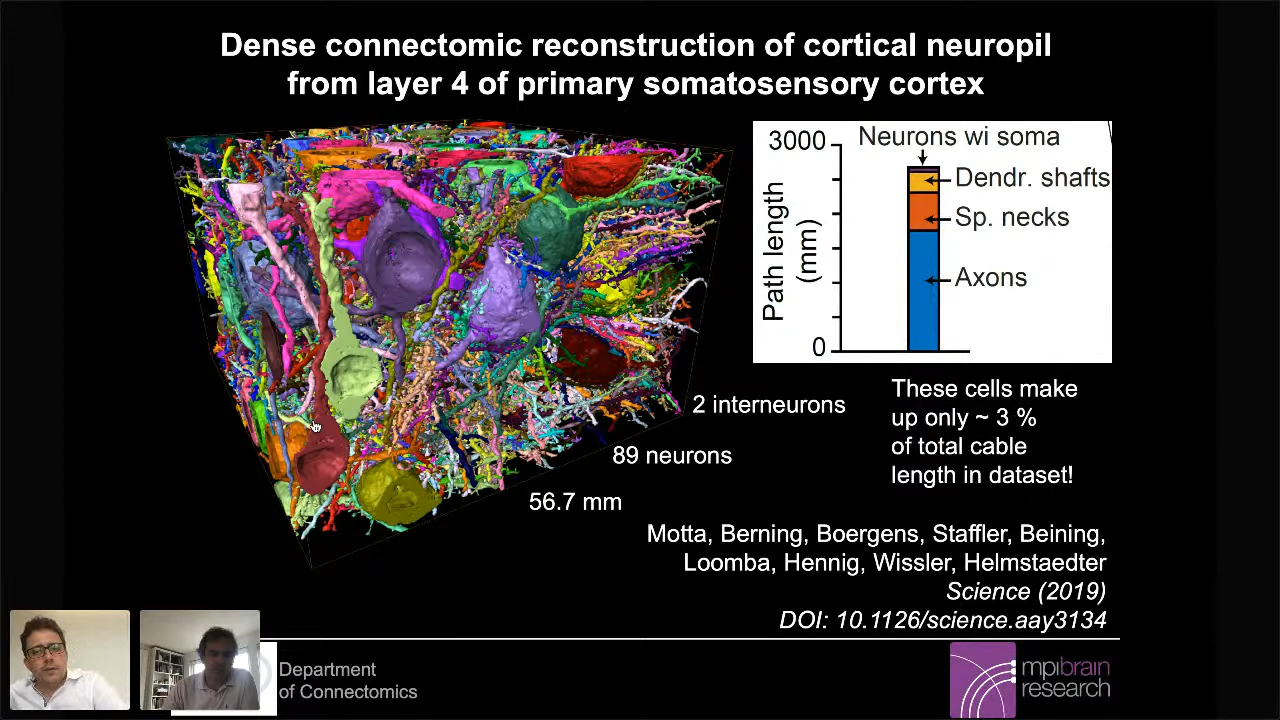 Dense connectomic reconstruction of cortical neuropil
from layer 4 of primary somatosensory cortex
3000
Neurons wi soma
Dendr. shafts
Sp. necks
Axons
Path length
(mm)
0
2 interneurons
89 neurons
56.7 mm
These cells make
up only ~ 3 %
of total cable
length in dataset!
Motta, Berning, Boergens, Staffler, Beining,
Loomba, Hennig, Wissler, Helmstaedter
Science (2019)
DOI: 10.1126/science.aay3134
Department
of Connectomics
mpibrain
research